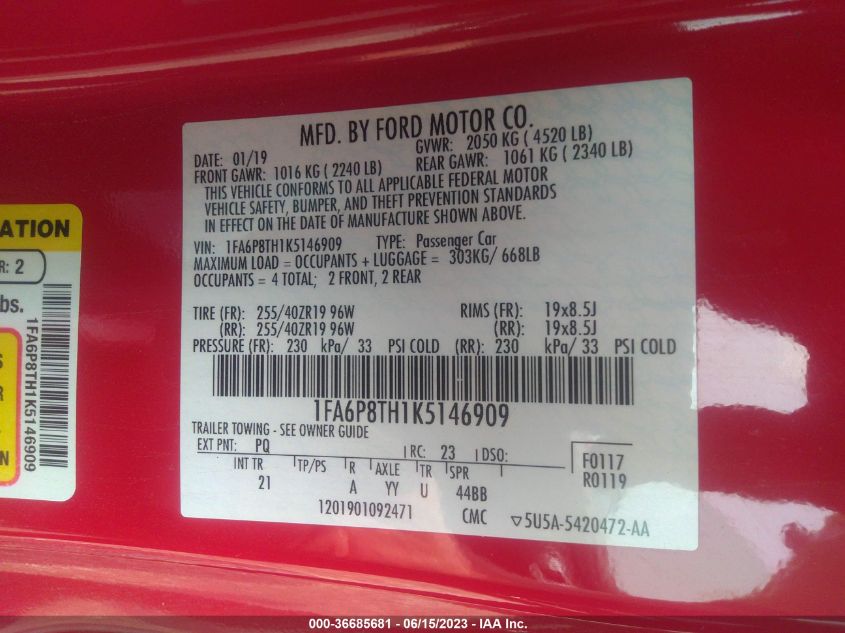 MFD. BY FORD MOTOR CO.
DATE: 01/19 GVWR: 2050 KG ( 4520 LB)
FRONT GAWR: 1016 KG ( 2240 LB) REAR GAWR: 1061 KG ( 2340 LB)
THIS VEHICLE CONFORMS TO ALL APPLICABLE FEDERAL MOTOR
VEHICLE SAFETY, BUMPER, AND THEFT PREVENTION STANDARDS
IN EFFECT ON THE DATE OF MANUFACTURE SHOWN ABOVE.
VIN: 1FA6P8TH1K5146909 TYPE: Passenger Car
MAXIMUM LOAD = OCCUPANTS + LUGGAGE = 303KG/ 668LB
OCCUPANTS = 4 TOTAL; 2 FRONT, 2 REAR
TIRE (FR): 255/40ZR19 96W RIMS (FR): 19x8.5J
(RR): 255/40ZR19 96W (RR): 19x8.5J
PRESSURE (FR): 230 kPa/ 33 PSI COLD (RR): 230 kPa/ 33 PSI COLD
1FA6P8TH1K5146909
TRAILER TOWING - SEE OWNER GUIDE
EXT PNT: PQ RC: 23 DSO: F0117
INT TR TP/PS R AXLE TR SPR R0119
21 A YY U 44BB
1201901092471 CMC 5U5A-5420472-AA
ATION
R: 2
bs.
1FA6P8TH1K5146909
S
R
N
000-36685681 - 06/15/2023 - IAA Inc.